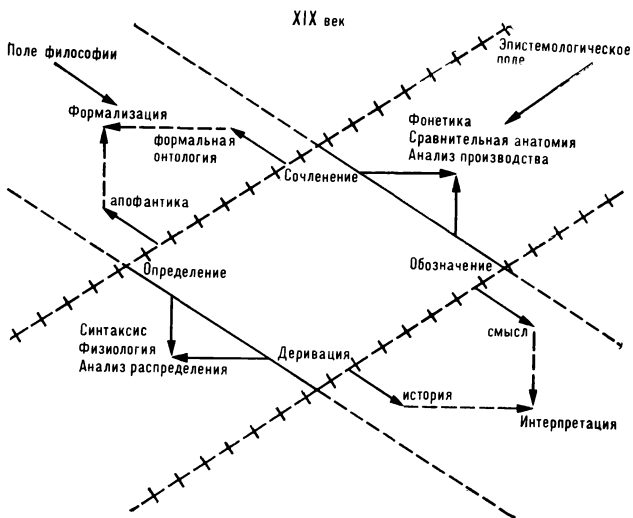 XIX век
Поле философии
Эпистемологическое
поле
Формализация
формальная
онтология
Фонетика
Сравнительная анатомия
Анализ производства
Сочленение
апофантика
Определение
Обозначение
Синтаксис
Физиология
Анализ распределения
Деривация
смысл
история
Интерпретация